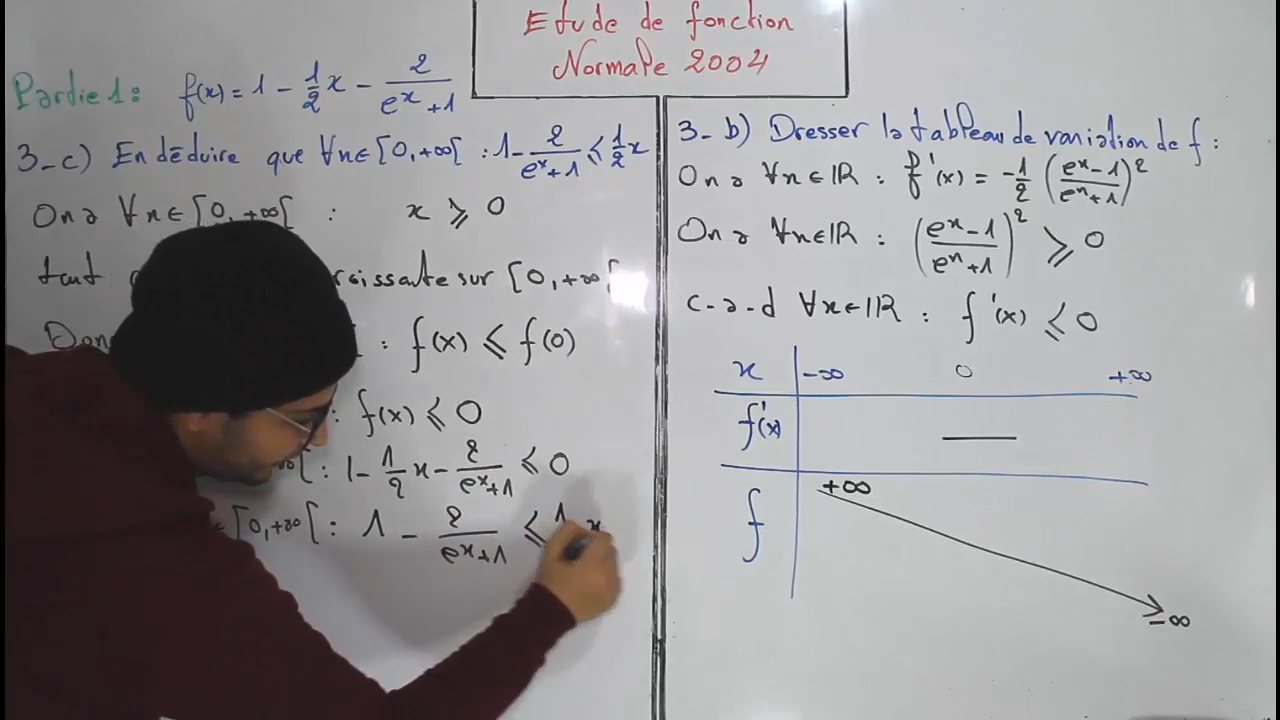 Etude de fonction
Normale 2004
Partie 1: f(x) = 1 - 1/2 x - 2/(e^x + 1)
3-c) En déduire que ∀x ∈ [0, +∞[ : 1 - 2/(e^x + 1) ≤ 1/2 x
On a ∀x ∈ [0, +∞[ : x ≥ 0
sur [0, +∞[
Donc : f(x) ≤ f(0)
: f(x) ≤ 0
[ : 1 - 1/2 x - 2/(e^x + 1) ≤ 0
[0, +∞[ : 1 - 2/(e^x + 1) ≤ 1 x
3-b) Dresser la tableau de variation de f :
On a ∀x ∈ IR : f'(x) = -1/2 ((e^x - 1)/(e^x + 1))^2
On a ∀x ∈ IR : ((e^x - 1)/(e^x + 1))^2 ≥ 0
c-a-d ∀x ∈ IR : f'(x) ≤ 0
x -∞ 0 +∞
f'(x) —
f +∞ -∞